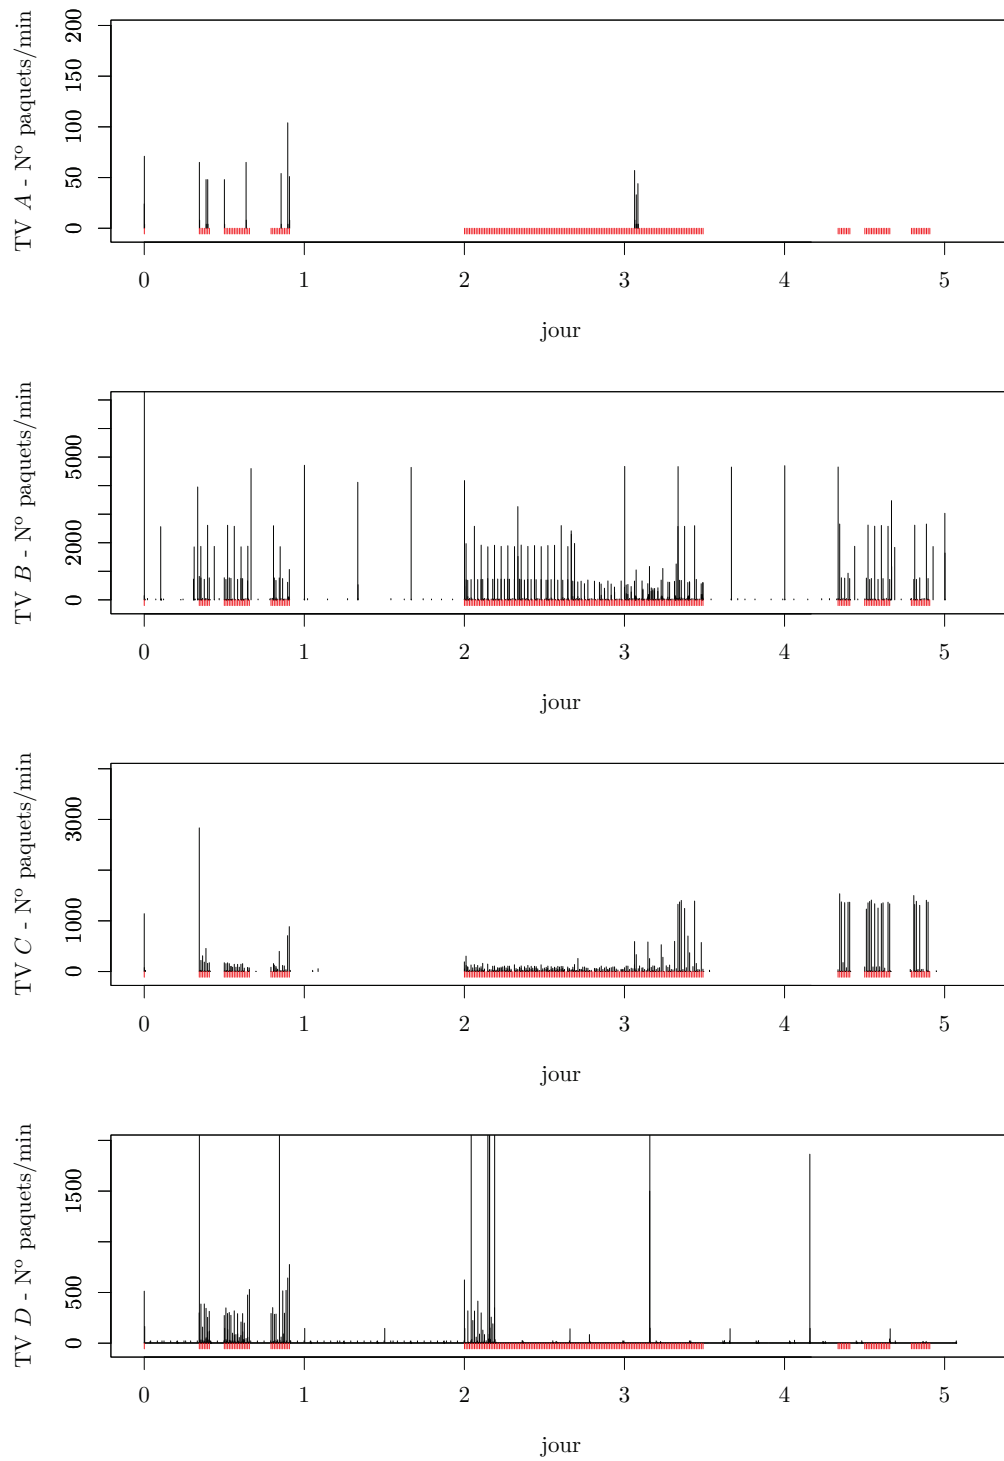 TV A - Nº paquets/min
200
150
100
50
0
0 1 2 3 4 5
jour
TV B - Nº paquets/min
5000
2000
0
0 1 2 3 4 5
jour
TV C - Nº paquets/min
3000
1000
0
0 1 2 3 4 5
jour
TV D - Nº paquets/min
1500
500
0
0 1 2 3 4 5
jour